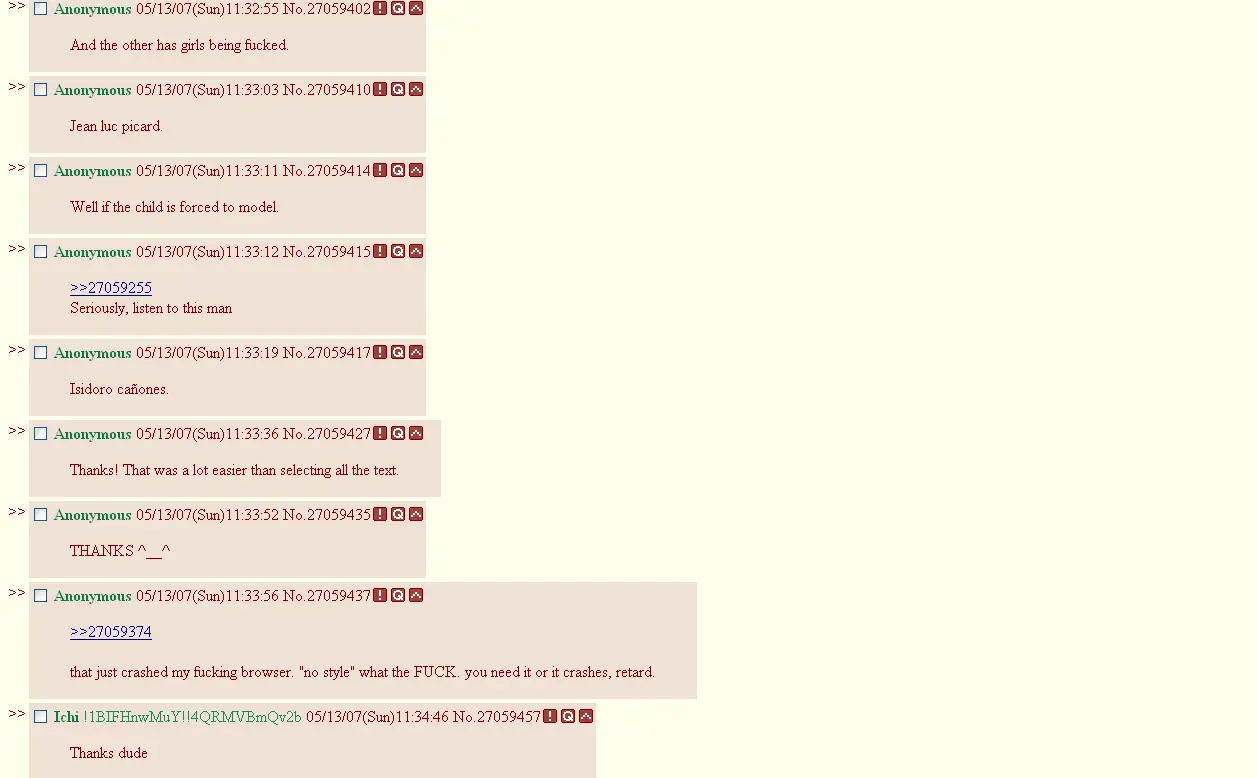 >> Anonymous 05/13/07(Sun)11:32:55 No.27059402 ! Q
And the other has girls being fucked.
>> Anonymous 05/13/07(Sun)11:33:03 No.27059410 ! Q
Jean luc picard.
>> Anonymous 05/13/07(Sun)11:33:11 No.27059414 ! Q
Well if the child is forced to model.
>> Anonymous 05/13/07(Sun)11:33:12 No.27059415 ! Q
>>27059255
Seriously, listen to this man
>> Anonymous 05/13/07(Sun)11:33:19 No.27059417 ! Q
Isidoro cañones.
>> Anonymous 05/13/07(Sun)11:33:36 No.27059427 ! Q
Thanks! That was a lot easier than selecting all the text.
>> Anonymous 05/13/07(Sun)11:33:52 No.27059435 ! Q
THANKS ^__^
>> Anonymous 05/13/07(Sun)11:33:56 No.27059437 ! Q
>>27059374
that just crashed my fucking browser. "no style" what the FUCK. you need it or it crashes, retard.
>> Ichi !1BIFHnwMuY!!4QRMVBmQv2b 05/13/07(Sun)11:34:46 No.27059457 ! Q
Thanks dude